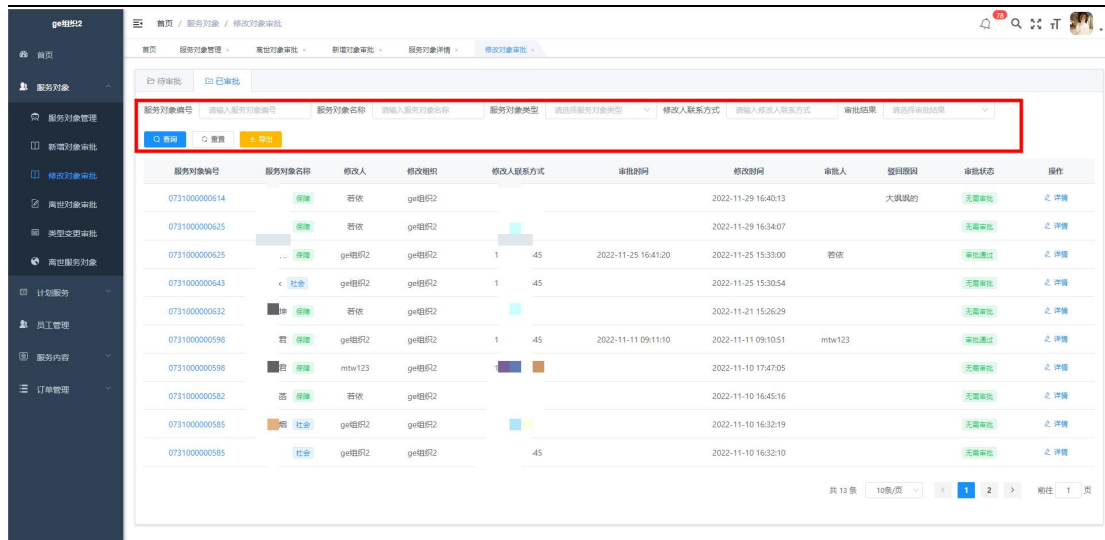 ge组织2
首页 / 服务对象 / 修改对象审批
78
首页
服务对象
服务对象管理
新增对象审批
修改对象审批
离世对象审批
类型变更审批
离世服务对象
计划服务
员工管理
服务内容
订单管理
首页 服务对象管理 × 离世对象审批 × 新增对象审批 × 服务对象详情 × 修改对象审批 ×
待审批 已审批
服务对象编号 请输入服务对象编号 服务对象名称 请输入服务对象名称 服务对象类型 请选择服务对象类型 修改人联系方式 请输入修改人联系方式 审批结果 请选择审批结果
查询 重置 导出
服务对象编号 服务对象名称 修改人 修改组织 修改人联系方式 审批时间 修改时间 审批人 驳回原因 审批状态 操作
0731000000614 保障 若依 ge组织2 2022-11-29 16:40:13 大飒飒的 无需审批 详情
0731000000625 保障 若依 ge组织2 2022-11-29 16:34:07 无需审批 详情
0731000000625 ... 保障 ge组织2 ge组织2 1 45 2022-11-25 16:41:20 2022-11-25 15:33:00 若依 审批通过 详情
0731000000643 社会 ge组织2 ge组织2 1 45 2022-11-25 15:30:54 无需审批 详情
0731000000632 坤 保障 若依 ge组织2 2022-11-21 15:26:29 无需审批 详情
0731000000598 君 保障 ge组织2 ge组织2 1 45 2022-11-11 09:11:10 2022-11-11 09:10:51 mtw123 审批通过 详情
0731000000598 君 保障 mtw123 ge组织2 1 2022-11-10 17:47:05 无需审批 详情
0731000000582 保障 若依 ge组织2 2022-11-10 16:45:16 无需审批 详情
0731000000585 烟 社会 ge组织2 ge组织2 2022-11-10 16:32:19 无需审批 详情
0731000000585 社会 ge组织2 ge组织2 45 2022-11-10 16:32:10 无需审批 详情
共 13 条 10条/页 < 1 2 > 前往 1 页